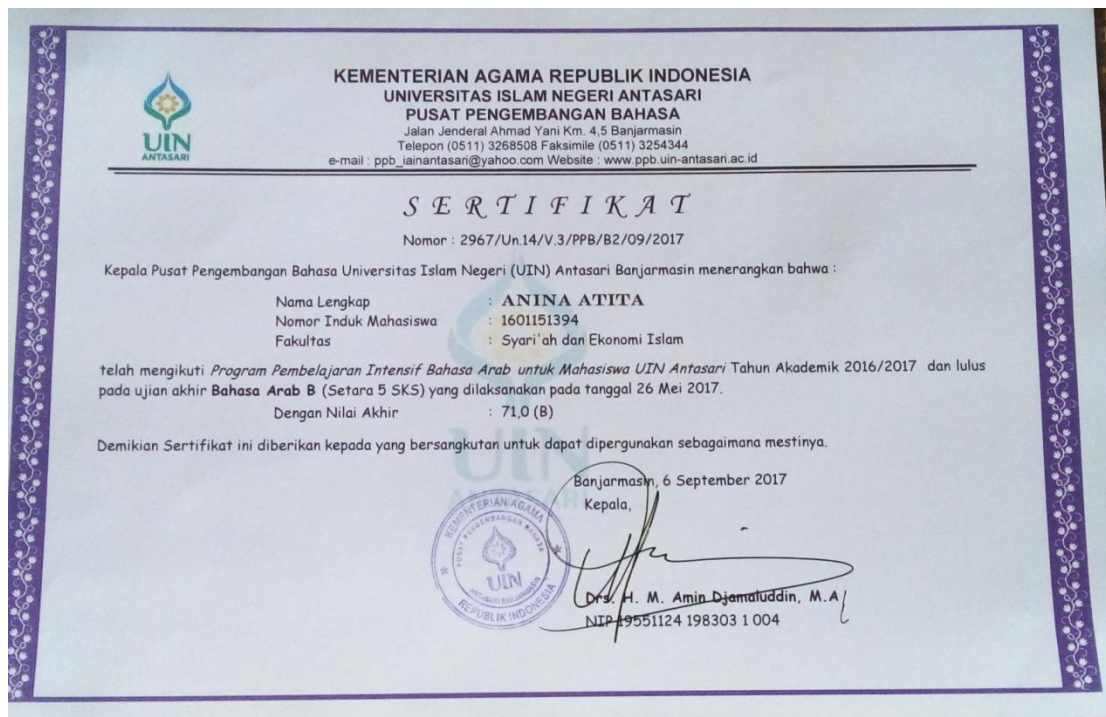 UIN
ANTASARI
KEMENTERIAN AGAMA REPUBLIK INDONESIA
UNIVERSITAS ISLAM NEGERI ANTASARI
PUSAT PENGEMBANGAN BAHASA
Jalan Jenderal Ahmad Yani Km. 4,5 Banjarmasin
Telepon (0511) 3268508 Faksimile (0511) 3254344
e-mail : ppb_iainantasari@yahoo.com Website : www.ppb.uin-antasari.ac.id
SERTIFIKAT
Nomor : 2967/Un.14/V.3/PPB/B2/09/2017
Kepala Pusat Pengembangan Bahasa Universitas Islam Negeri (UIN) Antasari Banjarmasin menerangkan bahwa :
Nama Lengkap : ANINA ATITA
Nomor Induk Mahasiswa : 1601151394
Fakultas : Syari'ah dan Ekonomi Islam
telah mengikuti Program Pembelajaran Intensif Bahasa Arab untuk Mahasiswa UIN Antasari Tahun Akademik 2016/2017 dan lulus
pada ujian akhir Bahasa Arab B (Setara 5 SKS) yang dilaksanakan pada tanggal 26 Mei 2017.
Dengan Nilai Akhir : 71,0 (B)
Demikian Sertifikat ini diberikan kepada yang bersangkutan untuk dapat dipergunakan sebagaimana mestinya.
UIN
ANTASARI
Banjarmasin, 6 September 2017
Kepala,
KEMENTERIAN AGAMA
PUSAT PENGEMBANGAN BAHASA
UIN
ANTASARI BANJARMASIN
REPUBLIK INDONESIA
Drs. H. M. Amin Djamaluddin, M.A
NIP 19551124 198303 1 004